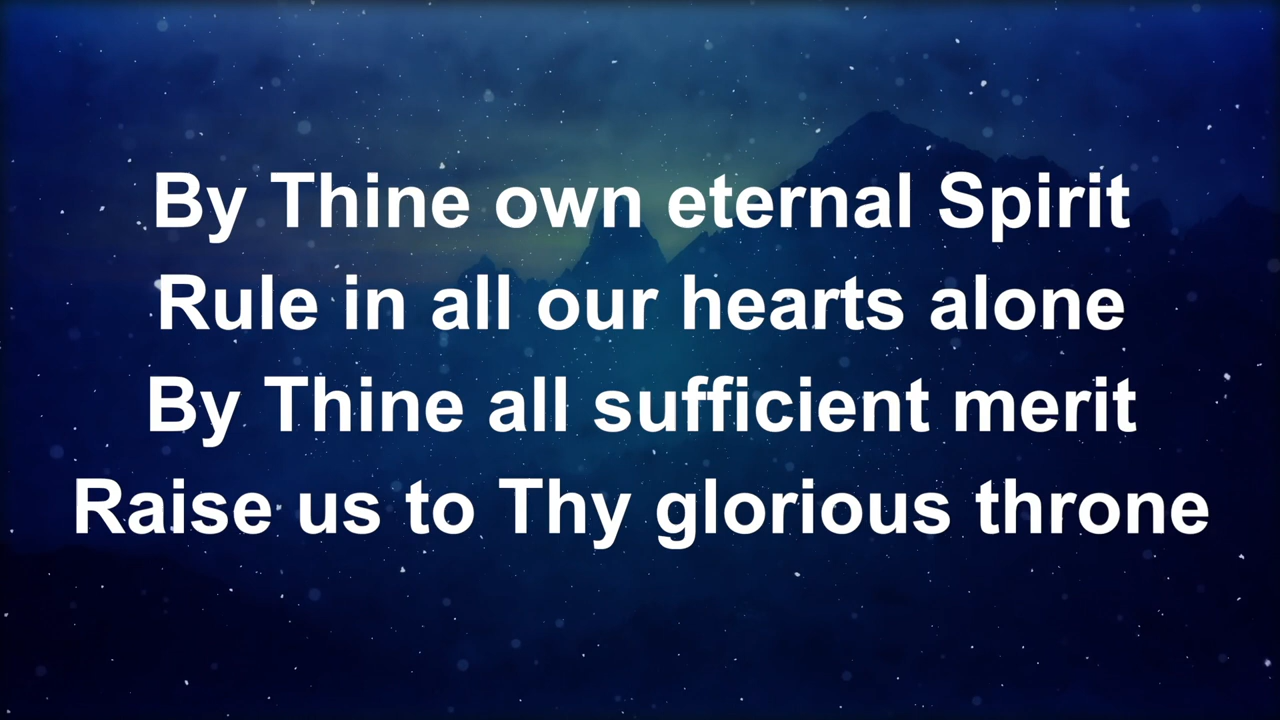 By Thine own eternal Spirit
Rule in all our hearts alone
By Thine all sufficient merit
Raise us to Thy glorious throne